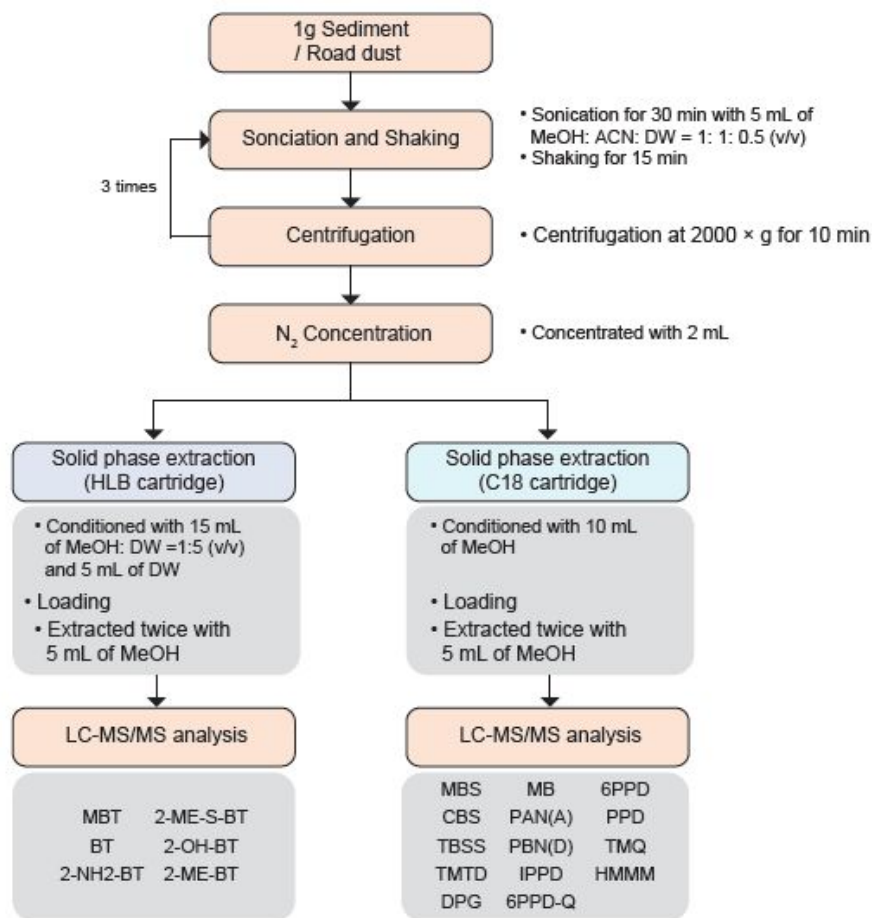 1g Sediment
/ Road dust
Sonciation and Shaking
• Sonication for 30 min with 5 mL of
MeOH: ACN: DW = 1: 1: 0.5 (v/v)
• Shaking for 15 min
3 times
Centrifugation
• Centrifugation at 2000 × g for 10 min
N₂ Concentration
• Concentrated with 2 mL
Solid phase extraction
(HLB cartridge)
• Conditioned with 15 mL
of MeOH: DW =1:5 (v/v)
and 5 mL of DW
• Loading
• Extracted twice with
5 mL of MeOH
LC-MS/MS analysis
MBT 2-ME-S-BT
BT 2-OH-BT
2-NH2-BT 2-ME-BT
Solid phase extraction
(C18 cartridge)
• Conditioned with 10 mL
of MeOH
• Loading
• Extracted twice with
5 mL of MeOH
LC-MS/MS analysis
MBS MB 6PPD
CBS PAN(A) PPD
TBSS PBN(D) TMQ
TMTD IPPD HMMM
DPG 6PPD-Q